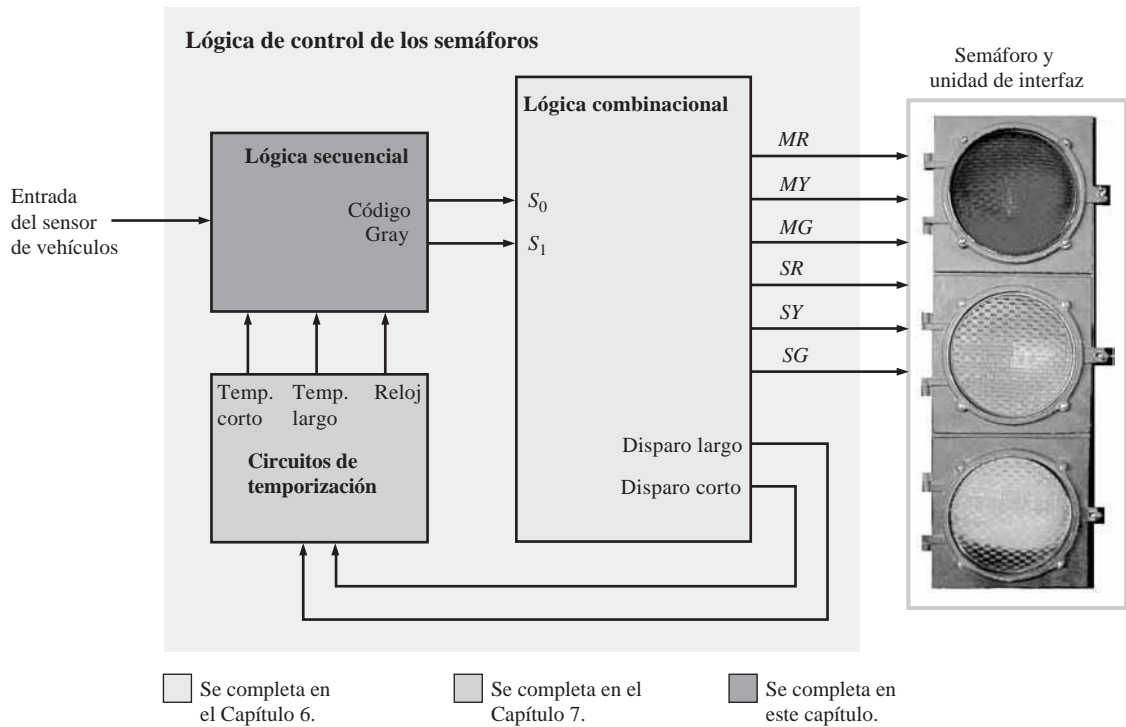 Lógica de control de los semáforos
Semáforo y
unidad de interfaz
Lógica combinacional
Lógica secuencial
Entrada
del sensor
de vehículos
Código
Gray
S0
S1
MR
MY
MG
SR
SY
SG
Temp.
corto
Temp.
largo
Reloj
Circuitos de
temporización
Disparo largo
Disparo corto
Se completa en
el Capítulo 6.
Se completa en el
Capítulo 7.
Se completa en
este capítulo.